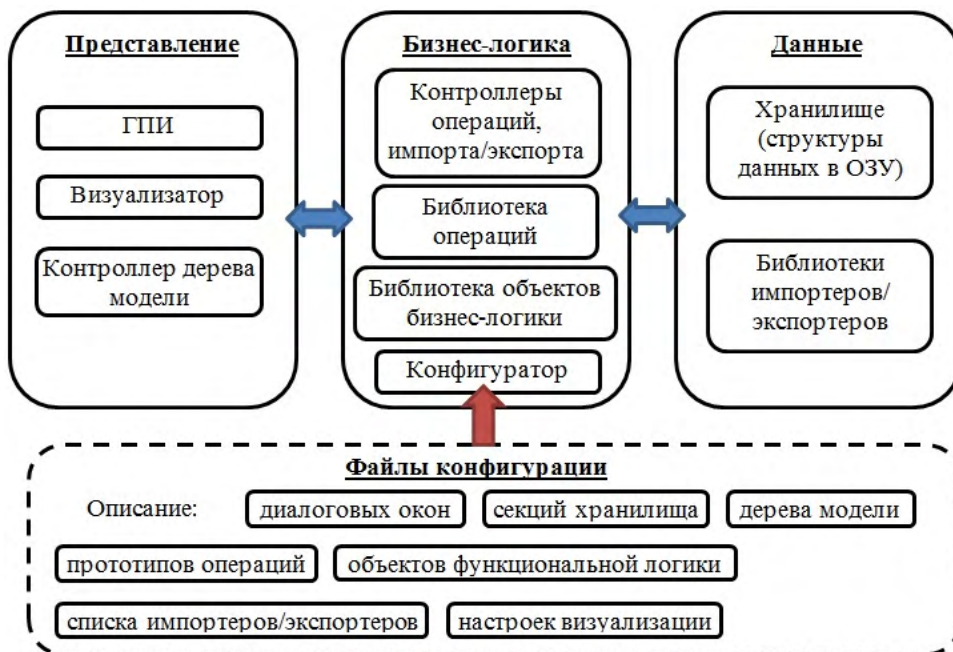 Представление
ГПИ
Визуализатор
Контроллер дерева
модели
Бизнес-логика
Контроллеры
операций,
импорта/экспорта
Библиотека
операций
Библиотека объектов
бизнес-логики
Конфигуратор
Данные
Хранилище
(структуры
данных в ОЗУ)
Библиотеки
импортеров/
экспортеров
Файлы конфигурации
Описание: диалоговых окон секций хранилища дерева модели
прототипов операций объектов функциональной логики
списка импортеров/экспортеров настроек визуализации